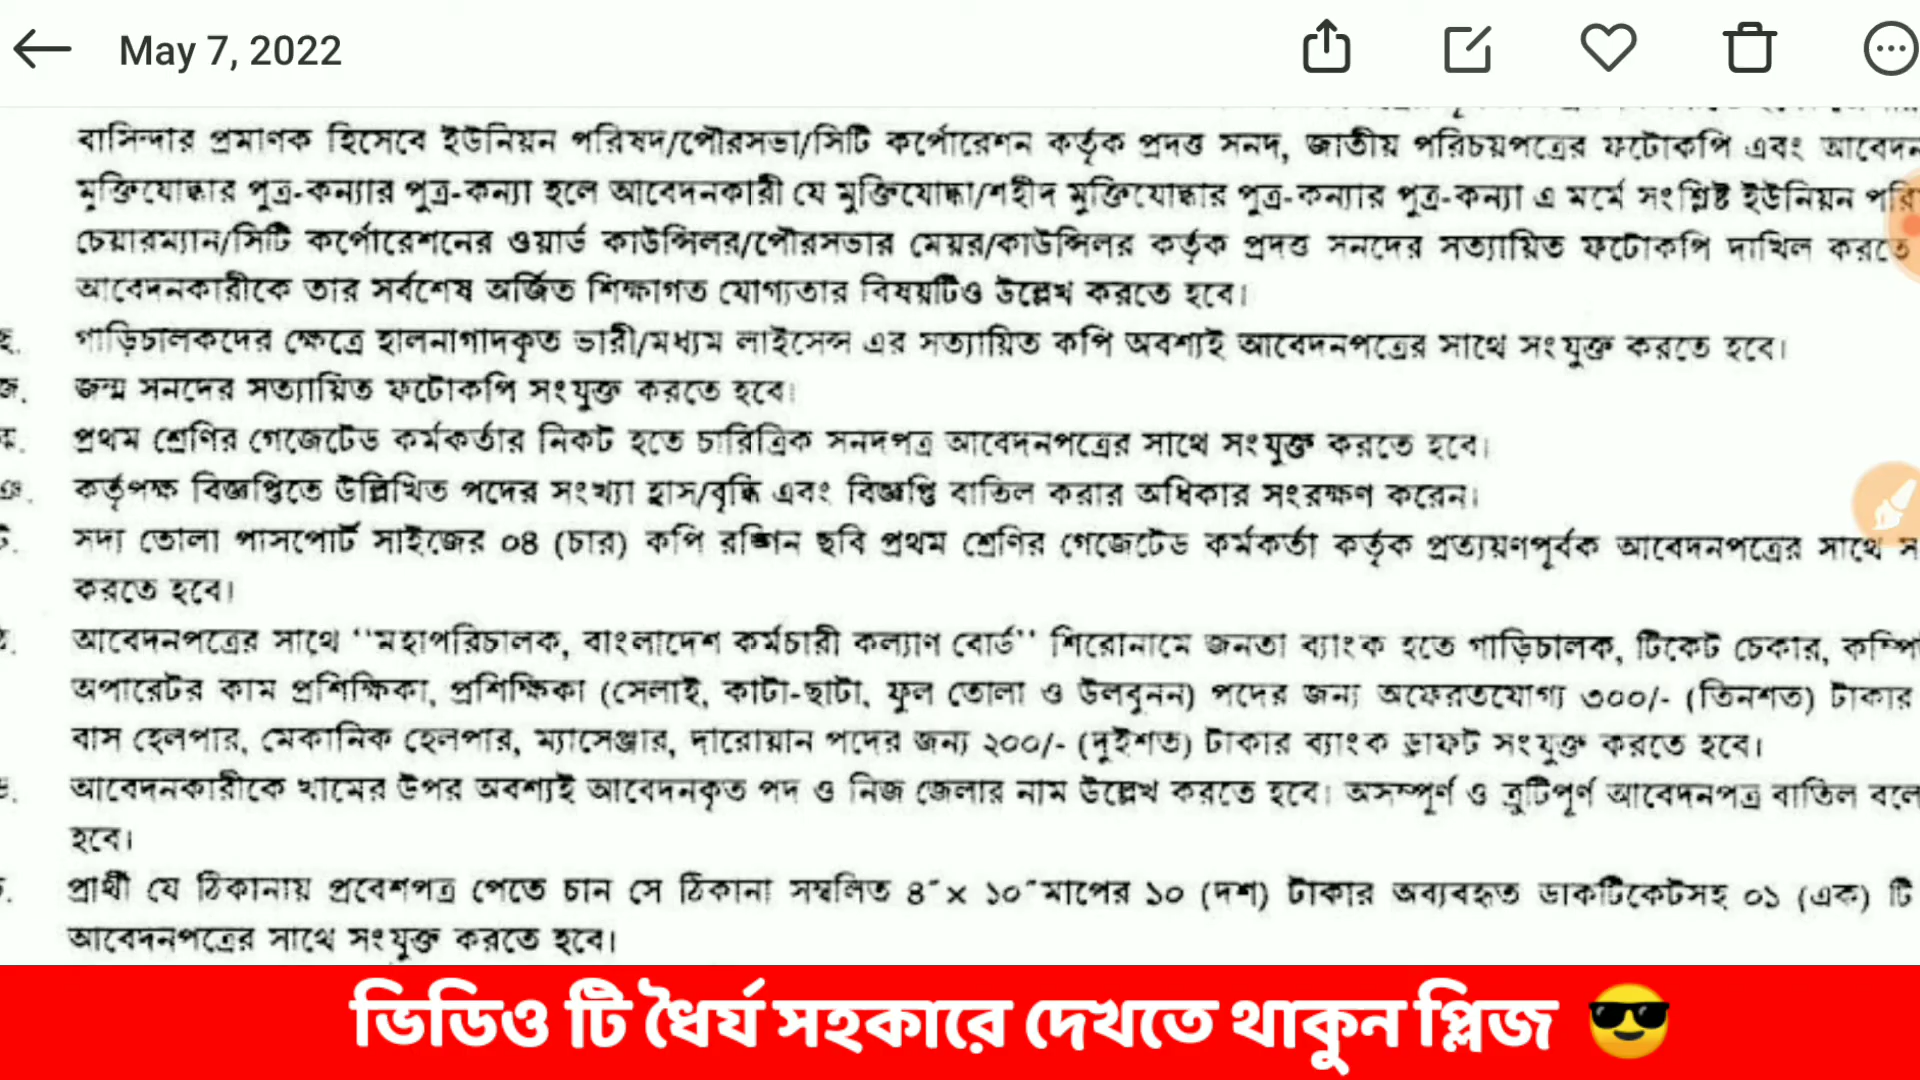 May 7, 2022
বাসিন্দার প্রমাণক হিসেবে ইউনিয়ন পরিষদ/পৌরসভা/সিটি কর্পোরেশন কর্তৃক প্রদত্ত সনদ, জাতীয় পরিচয়পত্রের ফটোকপি এবং আবেদন
মুক্তিযোদ্ধার পুত্র-কন্যার পুত্র-কন্যা হলে আবেদনকারী যে মুক্তিযোদ্ধা/শহীদ মুক্তিযোদ্ধার পুত্র-কন্যার পুত্র-কন্যা এ মর্মে সংশ্লিষ্ট ইউনিয়ন পরি
চেয়ারম্যান/সিটি কর্পোরেশনের ওয়ার্ড কাউন্সিলর/পৌরসভার মেয়র/কাউন্সিলর কর্তৃক প্রদত্ত সনদের সত্যায়িত ফটোকপি দাখিল করতে
আবেদনকারীকে তার সর্বশেষ অর্জিত শিক্ষাগত যোগ্যতার বিষয়টিও উল্লেখ করতে হবে।
গাড়িচালকদের ক্ষেত্রে হালনাগাদকৃত ভারী/মধ্যম লাইসেন্স এর সত্যায়িত কপি অবশ্যই আবেদনপত্রের সাথে সংযুক্ত করতে হবে।
জ. জন্ম সনদের সত্যায়িত ফটোকপি সংযুক্ত করতে হবে।
প্রথম শ্রেণির গেজেটেড কর্মকর্তার নিকট হতে চারিত্রিক সনদপত্র আবেদনপত্রের সাথে সংযুক্ত করতে হবে।
ঞ. কর্তৃপক্ষ বিজ্ঞপ্তিতে উল্লিখিত পদের সংখ্যা হ্রাস/বৃদ্ধি এবং বিজ্ঞপ্তি বাতিল করার অধিকার সংরক্ষণ করেন।
ট. সদ্য তোলা পাসপোর্ট সাইজের ০৪ (চার) কপি রঙ্গিন ছবি প্রথম শ্রেণির গেজেটেড কর্মকর্তা কর্তৃক প্রত্যয়ণপূর্বক আবেদনপত্রের সাথে স
করতে হবে।
আবেদনপত্রের সাথে ‘‘মহাপরিচালক, বাংলাদেশ কর্মচারী কল্যাণ বোর্ড’’ শিরোনামে জনতা ব্যাংক হতে গাড়িচালক, টিকেট চেকার, কম্পি
অপারেটর কাম প্রশিক্ষিকা, প্রশিক্ষিকা (সেলাই, কাটা-ছাটা, ফুল তোলা ও উলবুনন) পদের জন্য অফেরতযোগ্য ৩০০/- (তিনশত) টাকার
বাস হেলপার, মেকানিক হেলপার, ম্যাসেঞ্জার, দারোয়ান পদের জন্য ২০০/- (দুইশত) টাকার ব্যাংক ড্রাফট সংযুক্ত করতে হবে।
আবেদনকারীকে খামের উপর অবশ্যই আবেদনকৃত পদ ও নিজ জেলার নাম উল্লেখ করতে হবে। অসম্পূর্ণ ও ত্রুটিপূর্ণ আবেদনপত্র বাতিল বলে
হবে।
প্রার্থী যে ঠিকানায় প্রবেশপত্র পেতে চান সে ঠিকানা সম্বলিত ৪˝x ১০˝মাপের ১০ (দশ) টাকার অব্যবহৃত ডাকটিকেটসহ ০১ (এক) টি
আবেদনপত্রের সাথে সংযুক্ত করতে হবে।
ভিডিও টি ধৈর্য সহকারে দেখতে থাকুন প্লিজ 😎